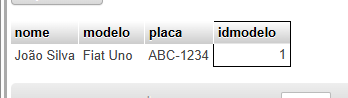 nome modelo placa idmodelo
João Silva Fiat Uno ABC-1234 1